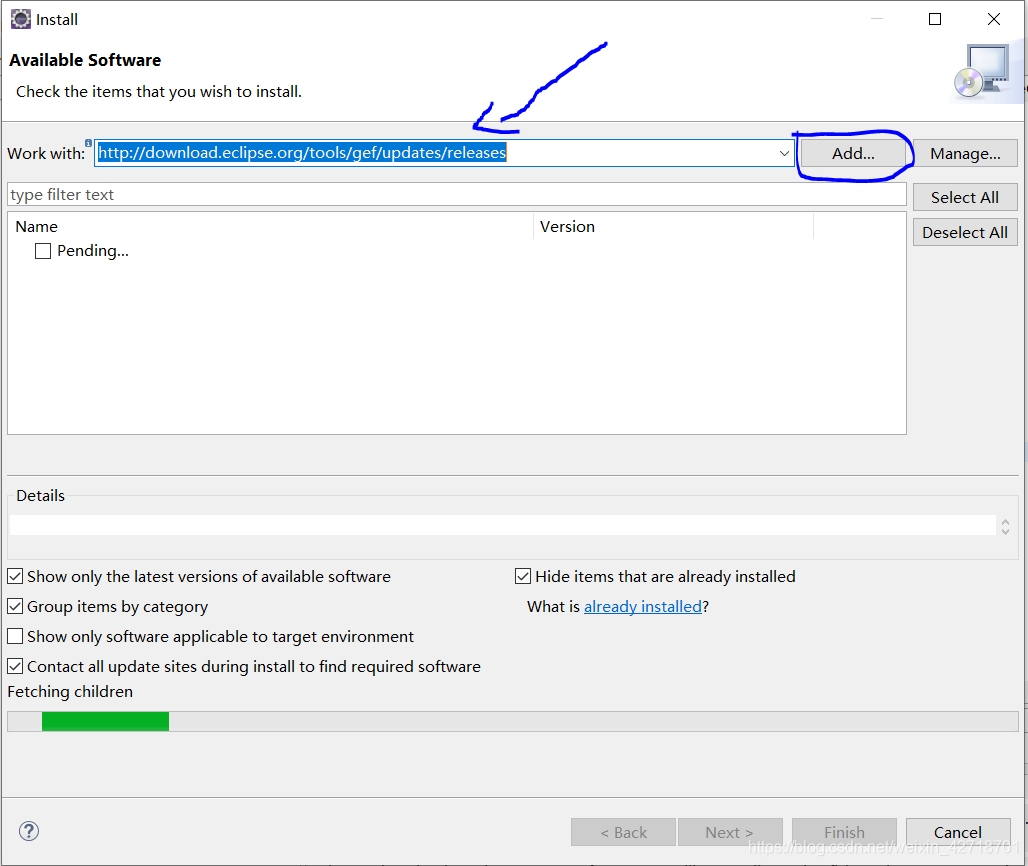 Install
Available Software
Check the items that you wish to install.
Work with: http://download.eclipse.org/tools/gef/updates/releases Add... Manage...
type filter text
Select All
Name Version
Deselect All
Pending...
Details
Show only the latest versions of available software Hide items that are already installed
Group items by category What is already installed?
Show only software applicable to target environment
Contact all update sites during install to find required software
Fetching children
< Back Next > Finish Cancel
https://blog.csdn.net/weixin_42718701